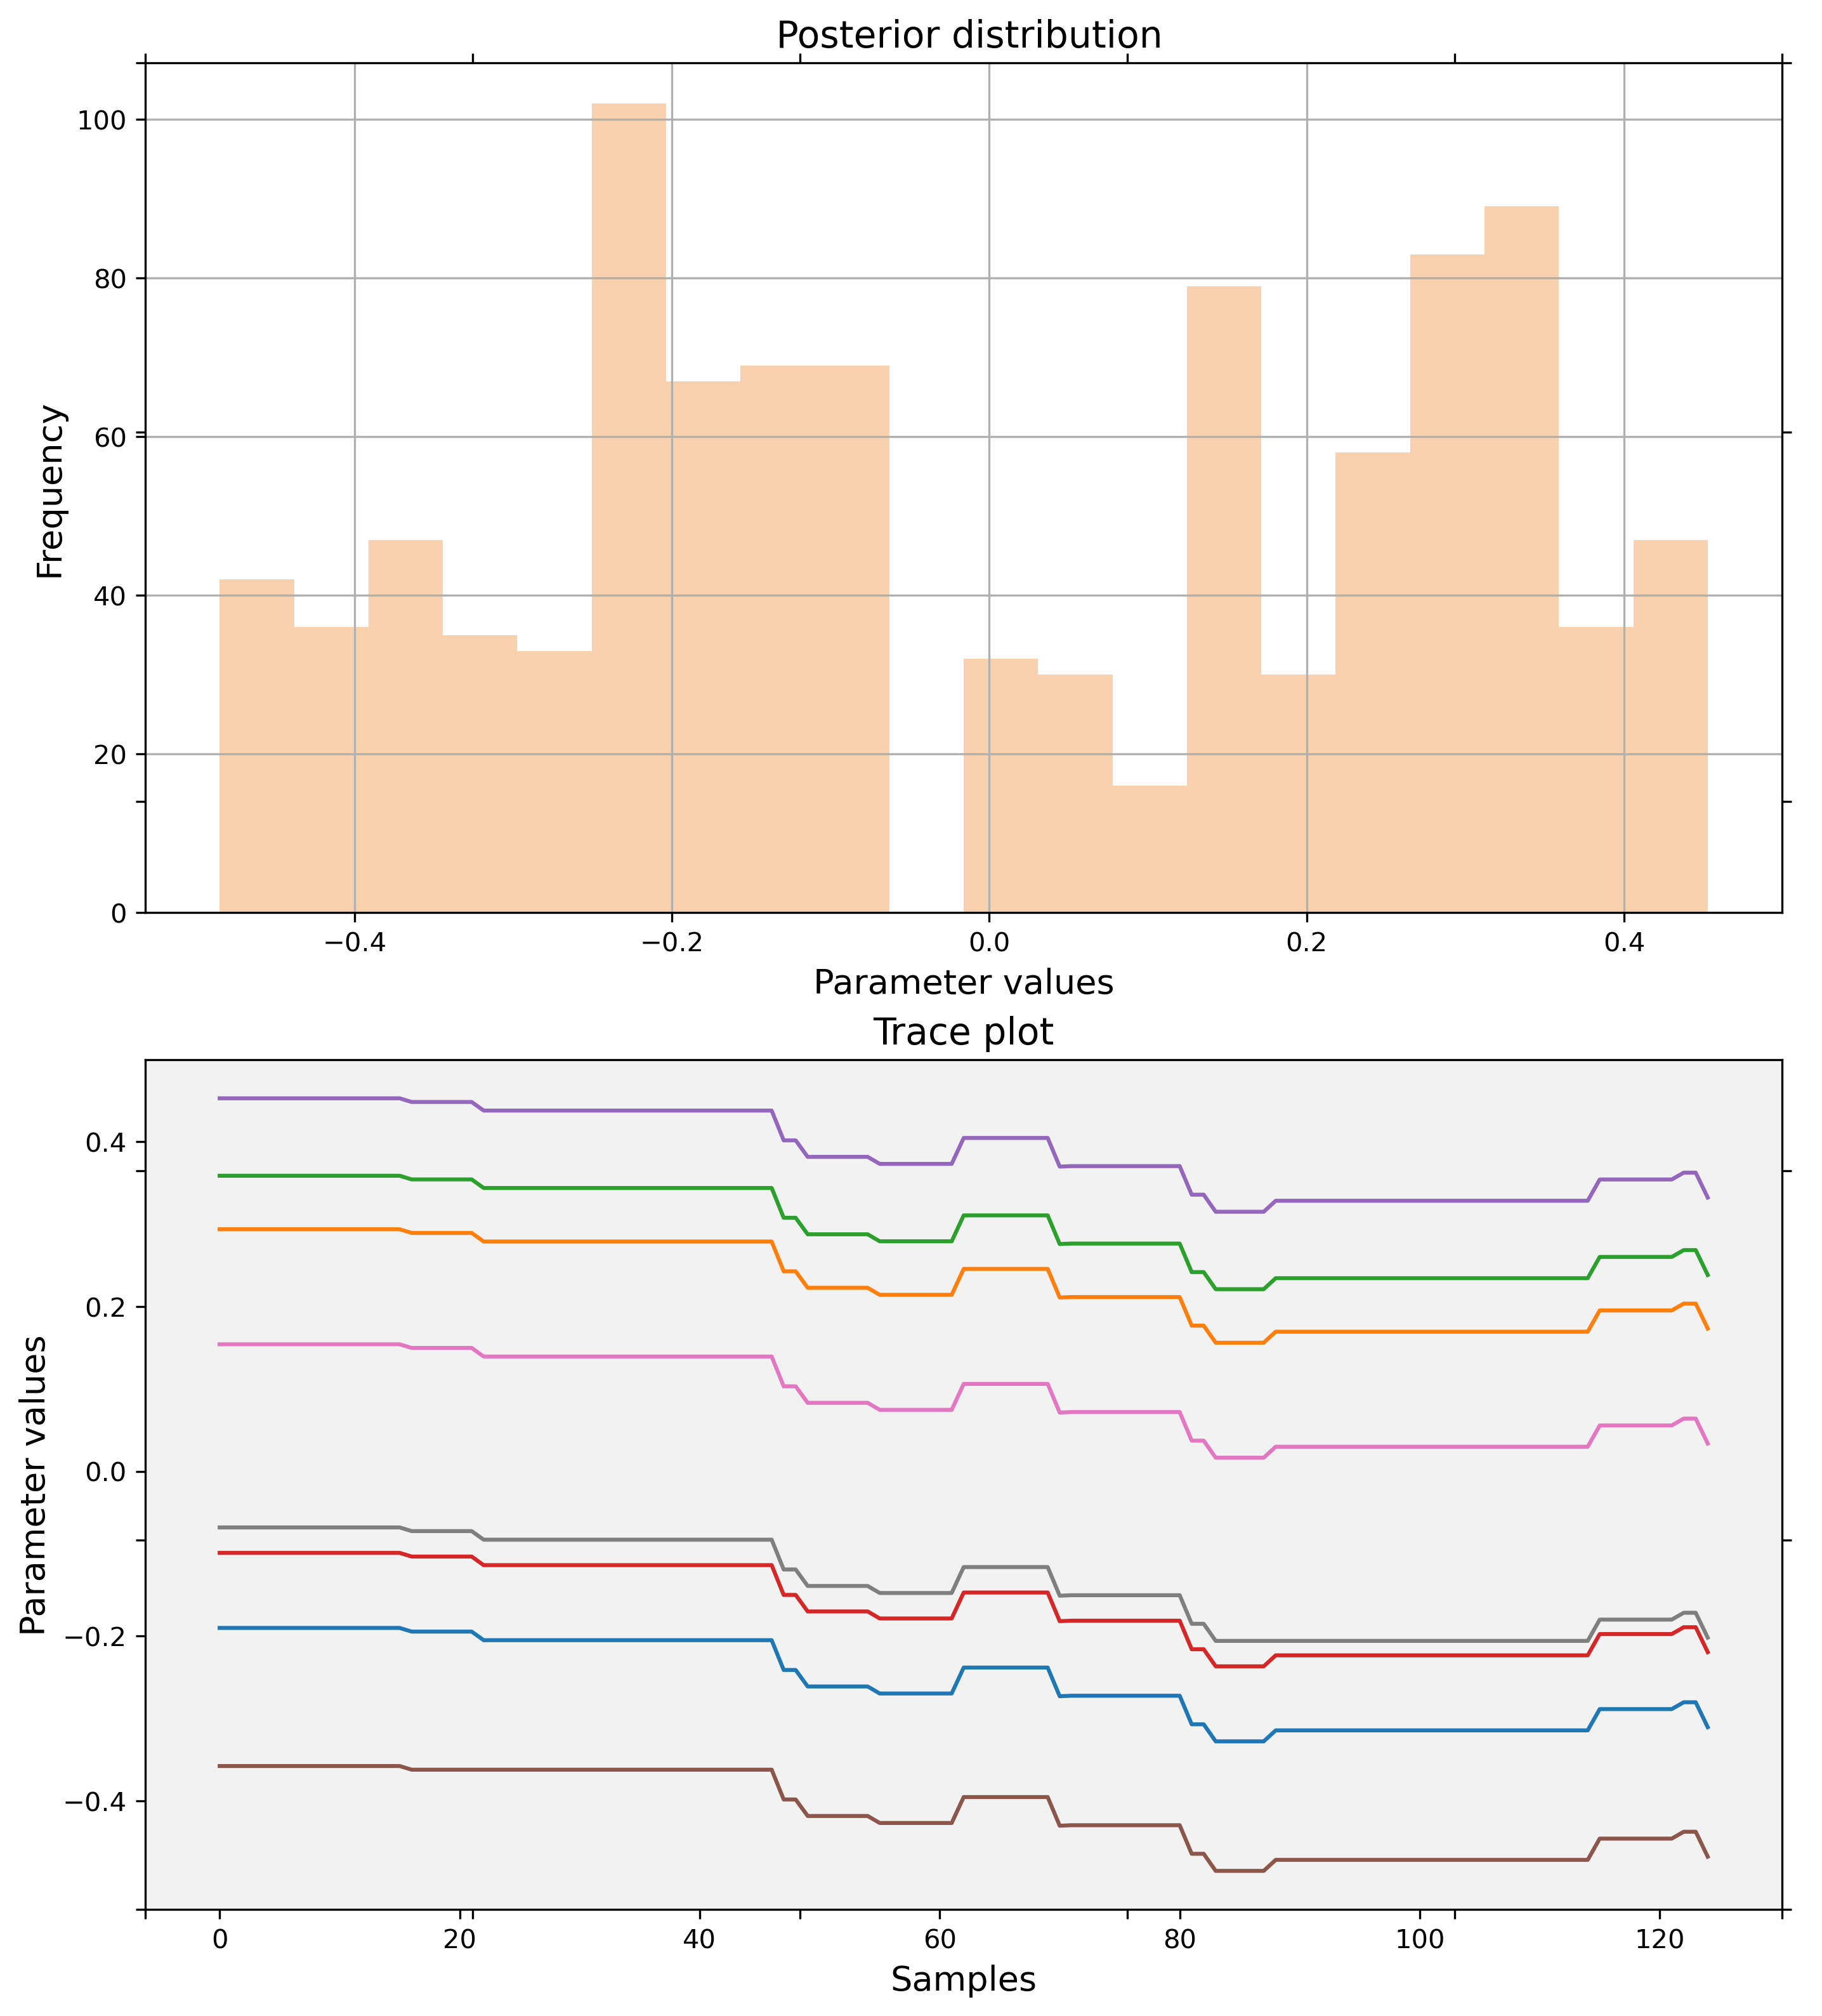 Posterior distribution
100
80
60
40
20
0
Frequency
−0.4 −0.2 0.0 0.2 0.4
Parameter values
Trace plot
0.4
0.2
0.0
−0.2
−0.4
Parameter values
0 20 40 60 80 100 120
Samples